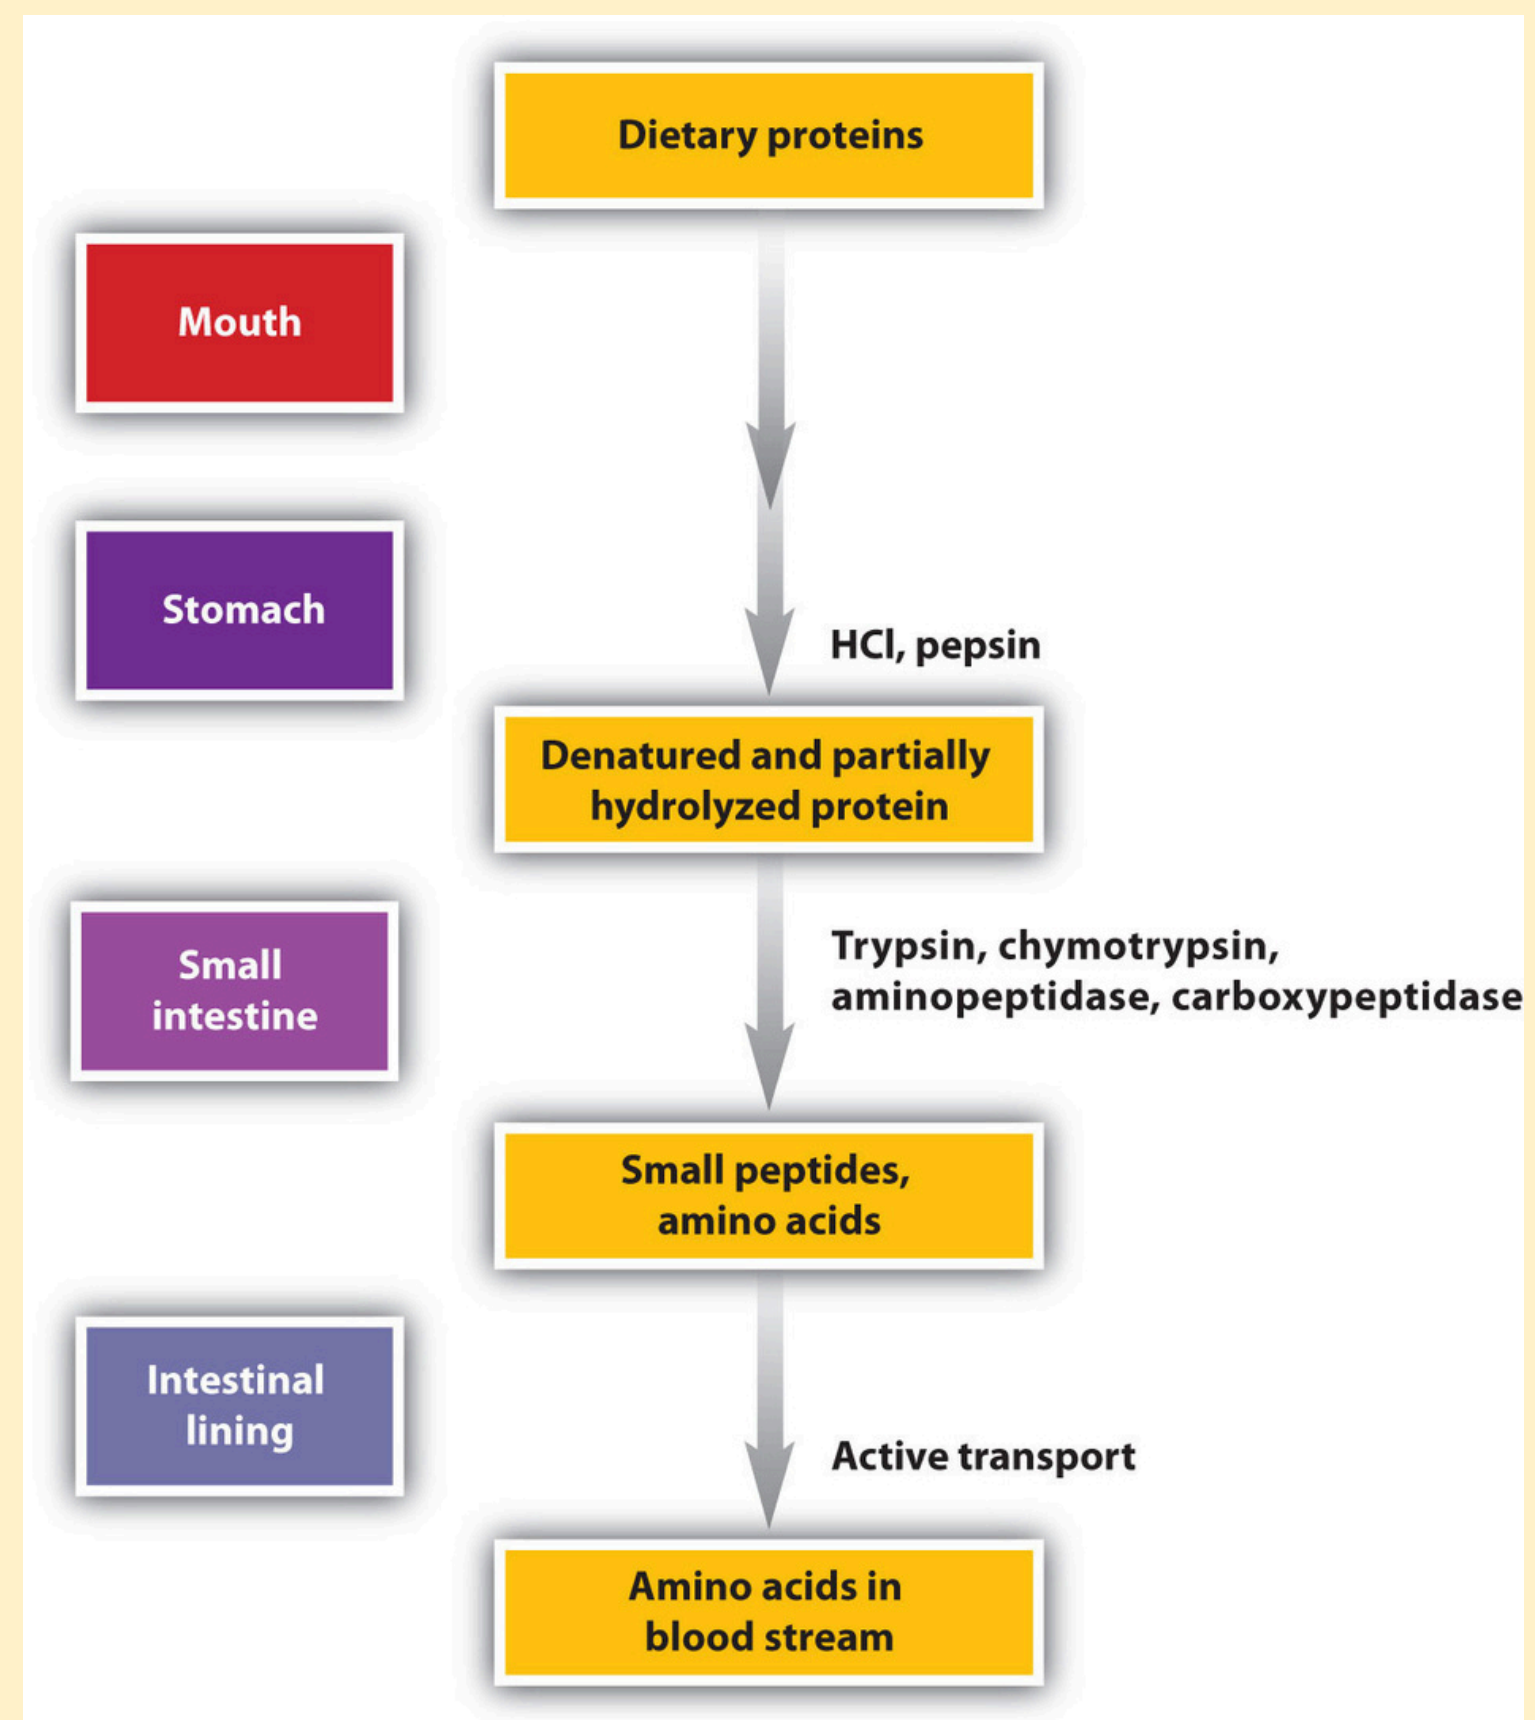 Dietary proteins
Mouth
Stomach
HCl, pepsin
Denatured and partially
hydrolyzed protein
Small
intestine
Trypsin, chymotrypsin,
aminopeptidase, carboxypeptidase
Small peptides,
amino acids
Intestinal
lining
Active transport
Amino acids in
blood stream